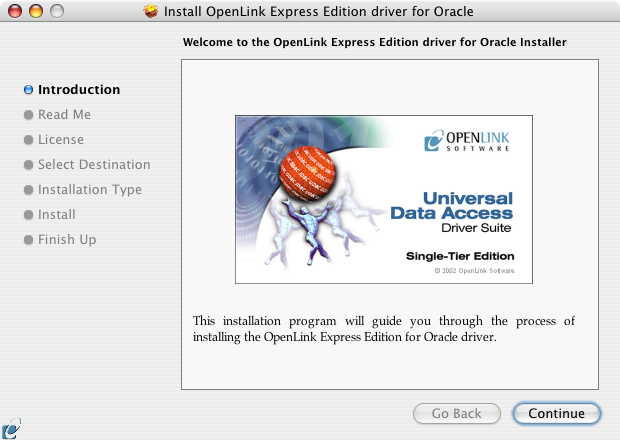 Install OpenLink Express Edition driver for Oracle
Welcome to the OpenLink Express Edition driver for Oracle Installer
Introduction
Read Me
License
Select Destination
Installation Type
Install
Finish Up
OPENLINK
SOFTWARE
Universal
Data Access
Driver Suite
Single-Tier Edition
© 2002 OpenLink Software
This installation program will guide you through the process of
installing the OpenLink Express Edition for Oracle driver.
Go Back
Continue